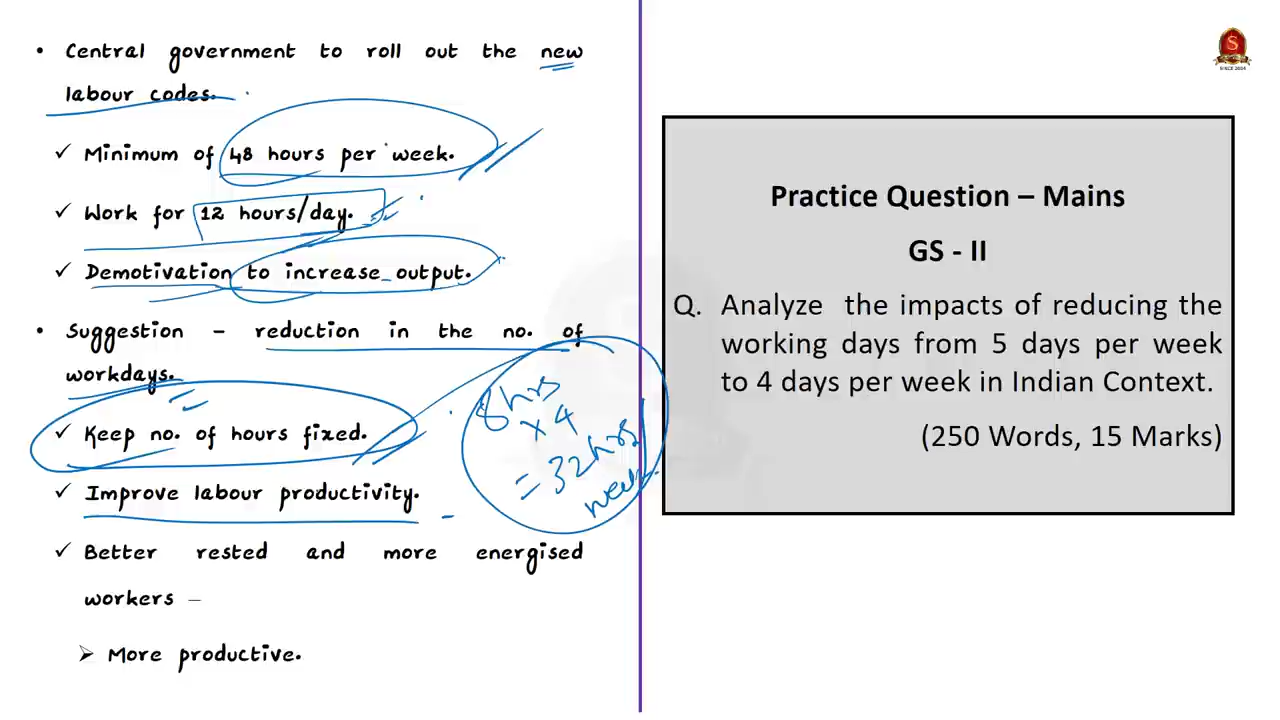 • Central government to roll out the new
labour codes.
✓ Minimum of 48 hours per week.
✓ Work for 12 hours/day.
✓ Demotivation to increase output.
• Suggestion – reduction in the no. of
workdays.
✓ Keep no. of hours fixed.
✓ Improve labour productivity.
✓ Better rested and more energised
workers –
➢ More productive.
8hrs
× 4
= 32hrs/
week.
S
SINCE 2004
Practice Question – Mains
GS - II
Q. Analyze the impacts of reducing the
working days from 5 days per week
to 4 days per week in Indian Context.
(250 Words, 15 Marks)